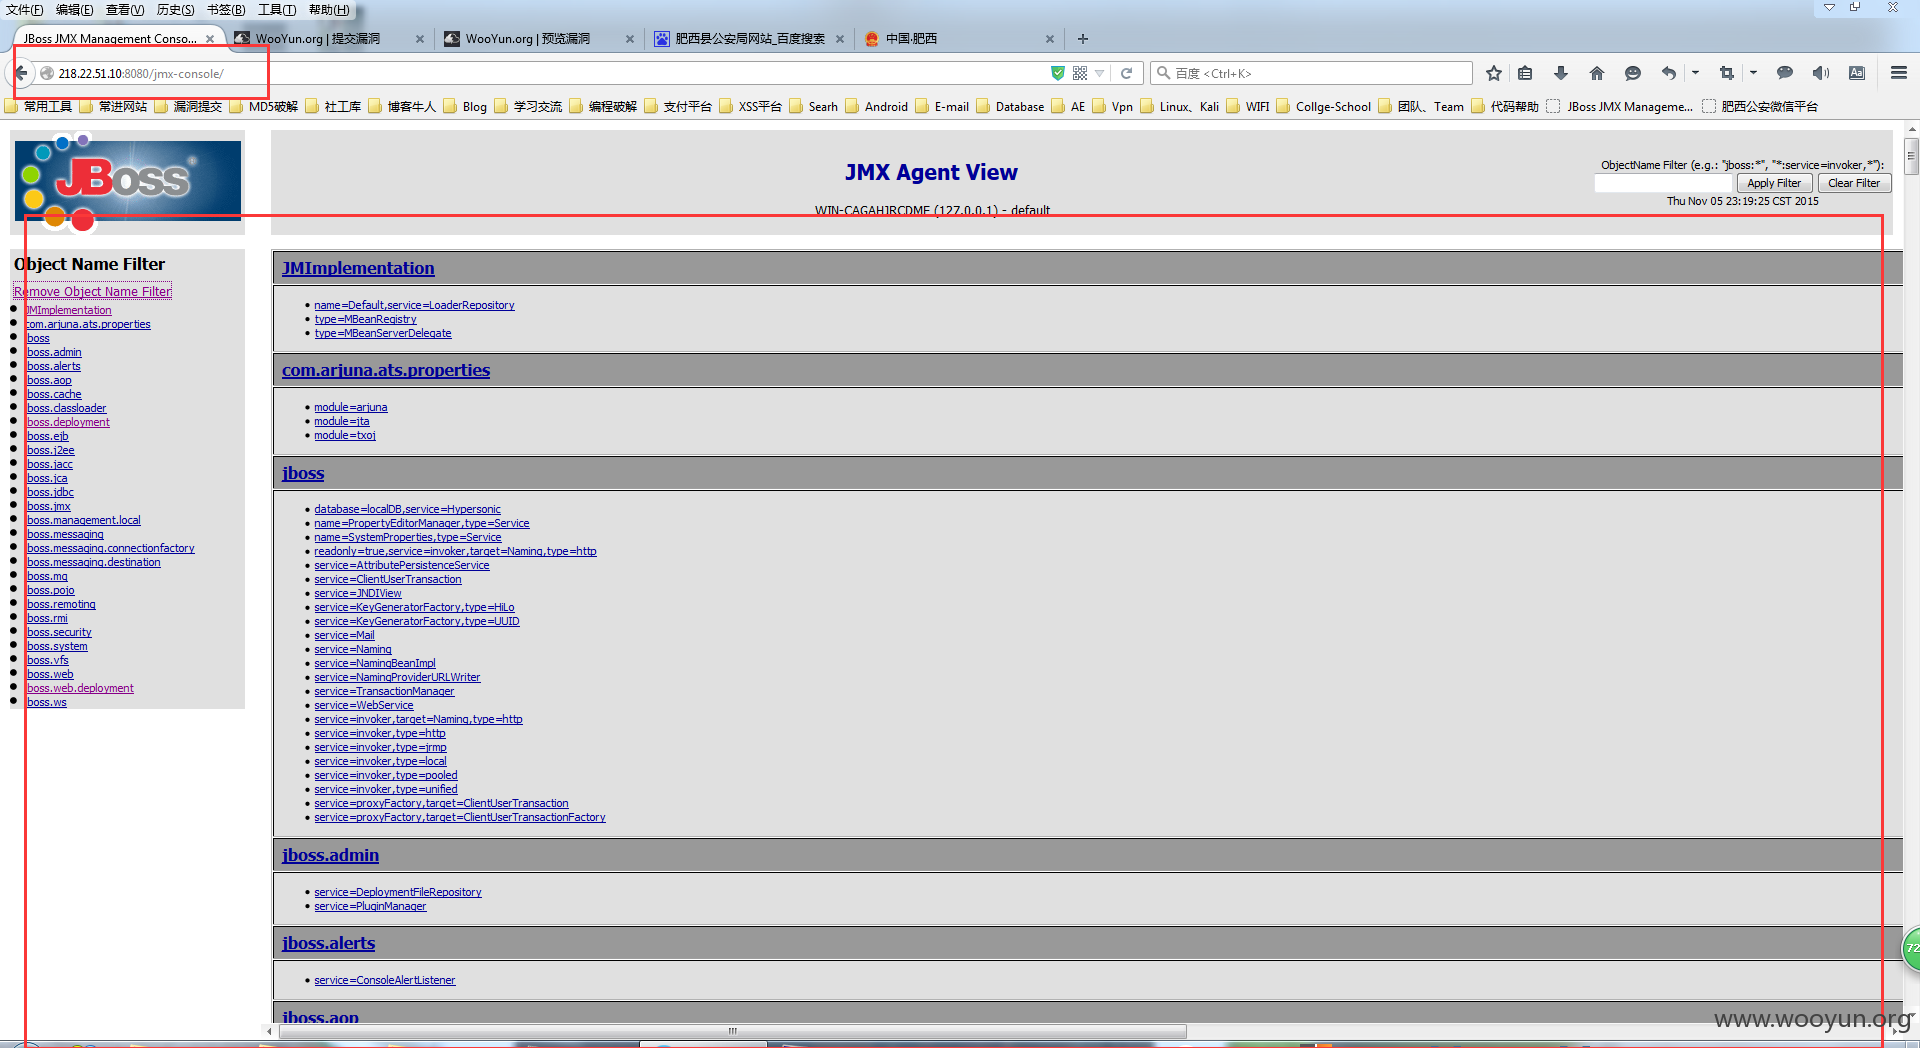 文件(F) 编辑(E) 查看(V) 历史(S) 书签(B) 工具(T) 帮助(H)
JBoss JMX Management Conso... WooYun.org | 提交漏洞 WooYun.org | 预览漏洞 肥西县公安局网站_百度搜索 中国·肥西
218.22.51.10:8080/jmx-console/ 百度 <Ctrl+K>
常用工具 常进网站 漏洞提交 MD5破解 社工库 博客牛人 Blog 学习交流 编程破解 支付平台 XSS平台 Searh Android E-mail Database AE Vpn Linux、Kali WIFI Collge-School 团队、Team 代码帮助 JBoss JMX Manageme... 肥西公安微信平台
JBoss
JMX Agent View
WIN-CAGAHJRCDME (127.0.0.1) - default
ObjectName Filter (e.g.: "jboss:*", "*:service=invoker,*"):
Apply Filter Clear Filter
Thu Nov 05 23:19:25 CST 2015
Object Name Filter
Remove Object Name Filter
JMImplementation
com.arjuna.ats.properties
jboss
jboss.admin
jboss.alerts
jboss.aop
jboss.cache
jboss.classloader
jboss.deployment
jboss.ejb
jboss.j2ee
jboss.jacc
jboss.jca
jboss.jdbc
jboss.jmx
jboss.management.local
jboss.messaging
jboss.messaging.connectionfactory
jboss.messaging.destination
jboss.mq
jboss.pojo
jboss.remoting
jboss.rmi
jboss.security
jboss.system
jboss.vfs
jboss.web
jboss.web.deployment
jboss.ws
JMImplementation
name=Default,service=LoaderRepository
type=MBeanRegistry
type=MBeanServerDelegate
com.arjuna.ats.properties
module=arjuna
module=jta
module=txoj
jboss
database=localDB,service=Hypersonic
name=PropertyEditorManager,type=Service
name=SystemProperties,type=Service
readonly=true,service=invoker,target=Naming,type=http
service=AttributePersistenceService
service=ClientUserTransaction
service=JNDIView
service=KeyGeneratorFactory,type=HiLo
service=KeyGeneratorFactory,type=UUID
service=Mail
service=Naming
service=NamingBeanImpl
service=NamingProviderURLWriter
service=TransactionManager
service=WebService
service=invoker,target=Naming,type=http
service=invoker,type=http
service=invoker,type=jrmp
service=invoker,type=local
service=invoker,type=pooled
service=invoker,type=unified
service=proxyFactory,target=ClientUserTransaction
service=proxyFactory,target=ClientUserTransactionFactory
jboss.admin
service=DeploymentFileRepository
service=PluginManager
jboss.alerts
service=ConsoleAlertListener
jboss.aop
72
www.wooyun.org